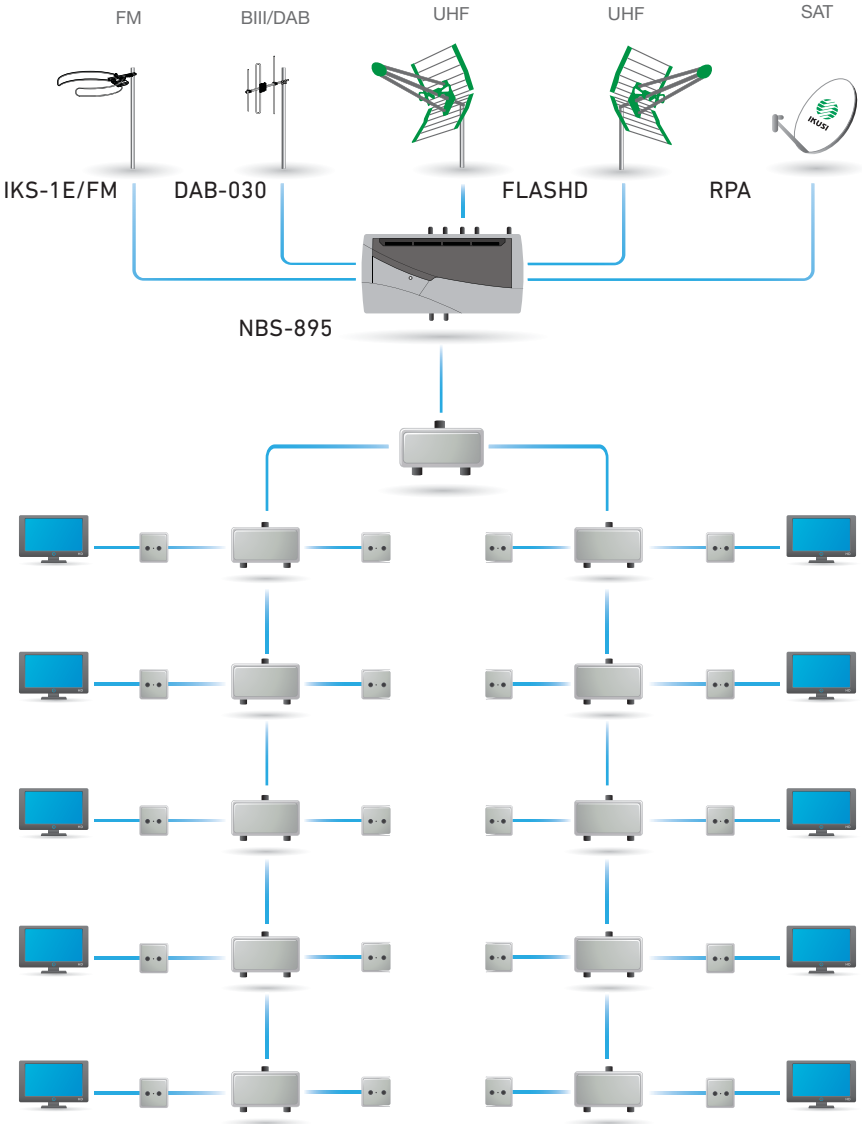 FM
BIII/DAB
UHF
UHF
SAT
IKUSI
IKS-1E/FM
DAB-030
FLASHD
RPA
NBS-895